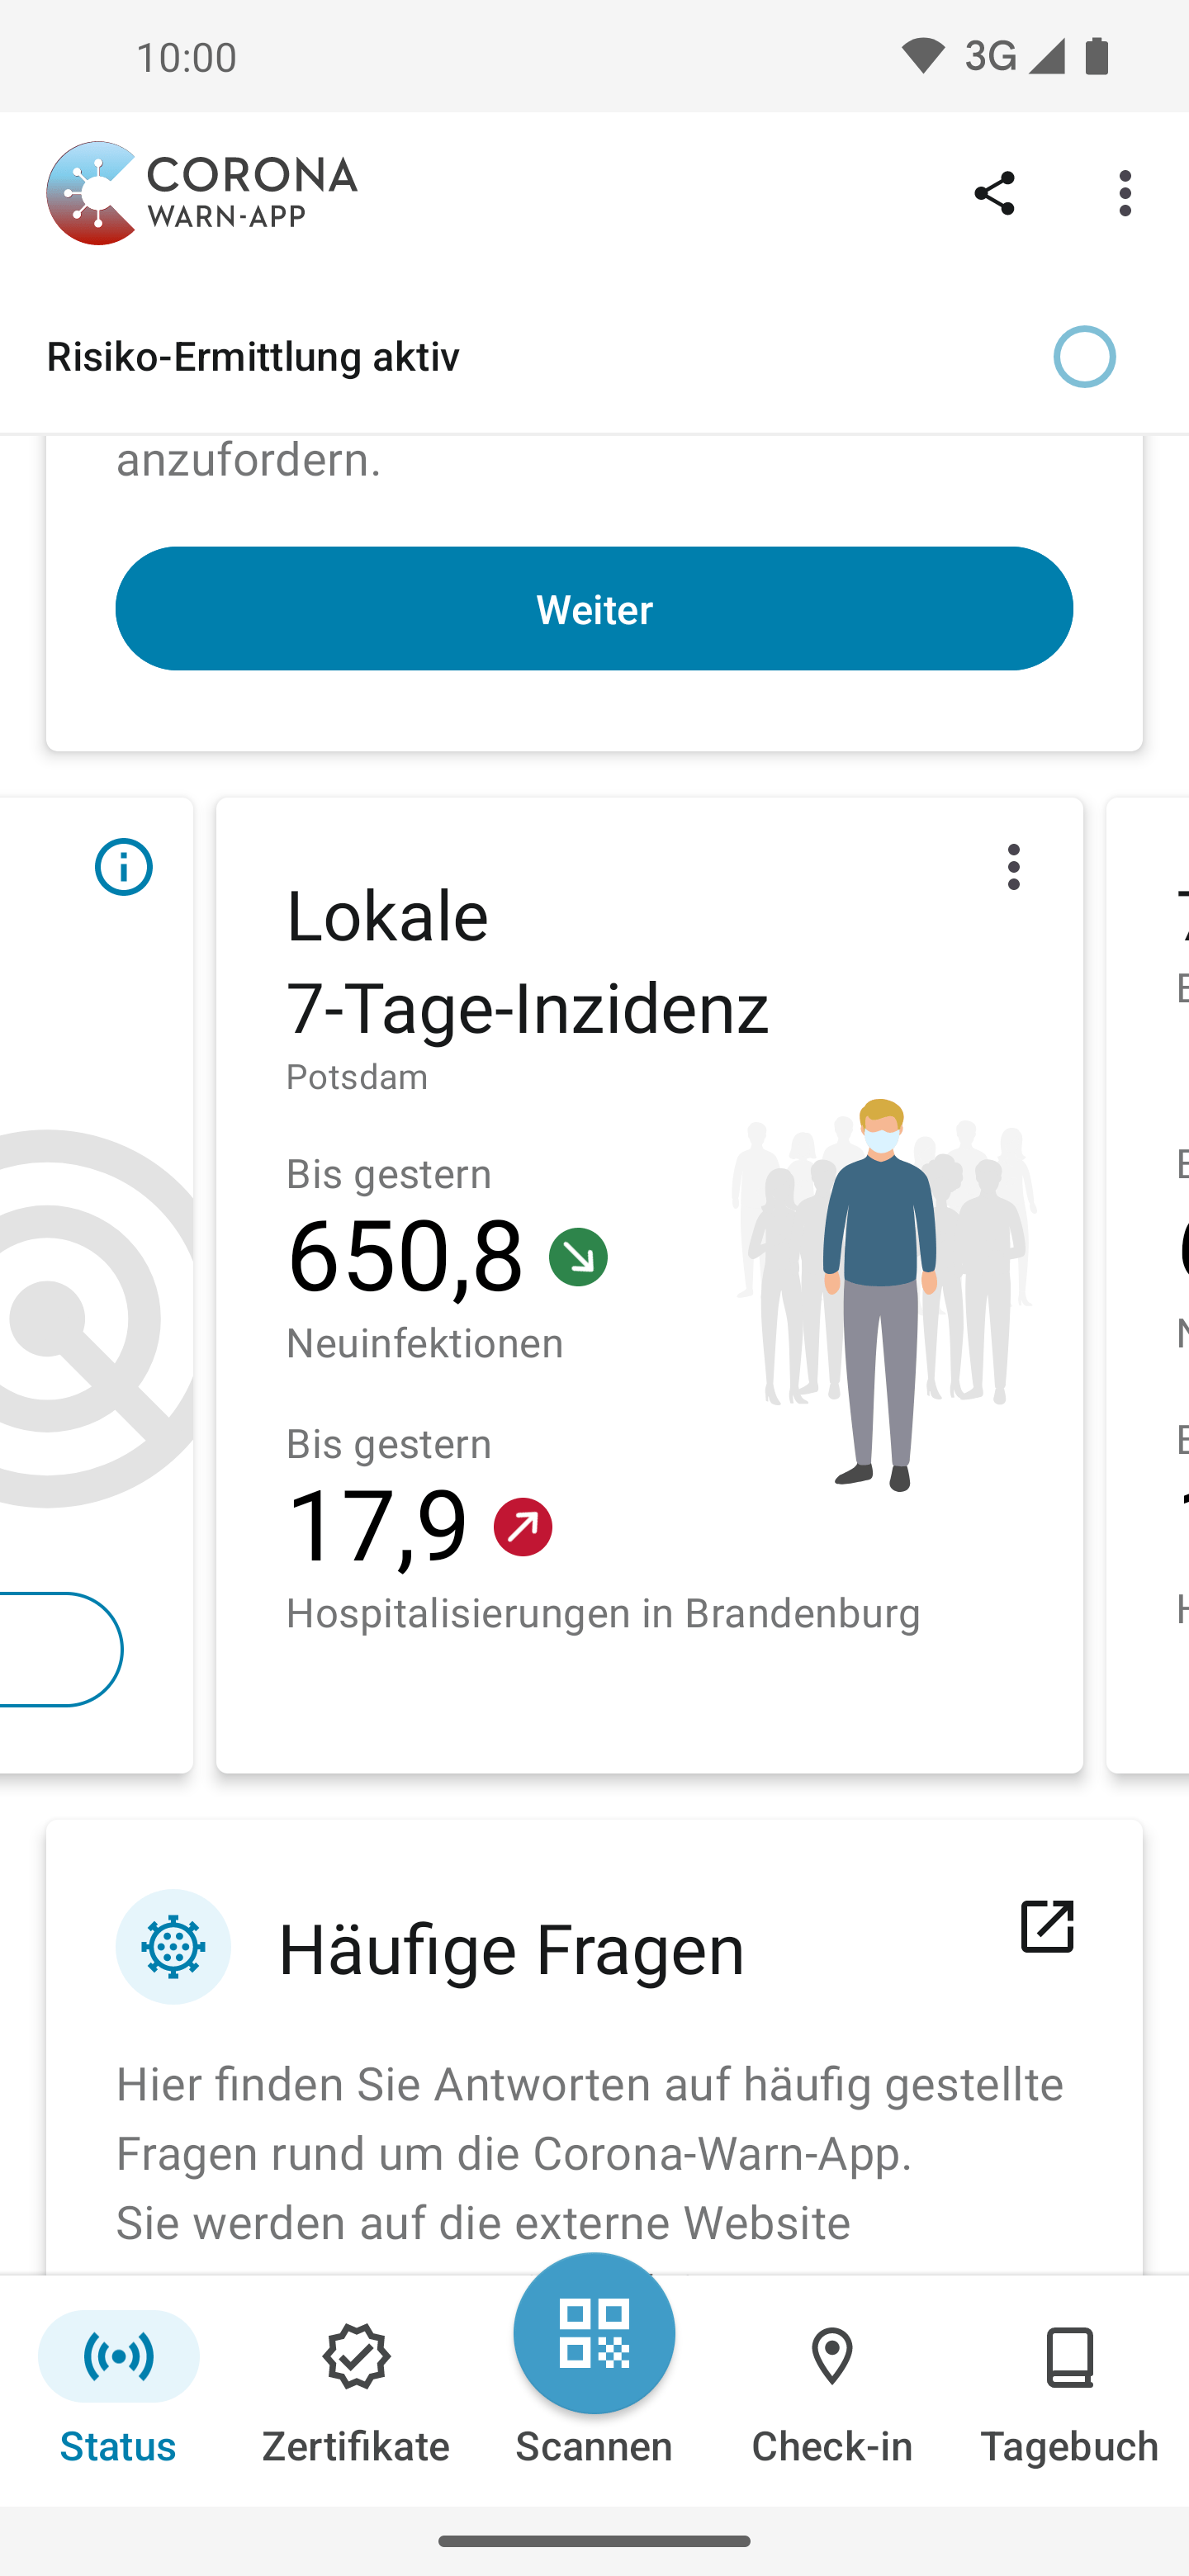 10:00
3G
CORONA
WARN-APP
Risiko-Ermittlung aktiv
anzufordern.
Weiter
Lokale
7-Tage-Inzidenz
Potsdam
Bis gestern
650,8
Neuinfektionen
Bis gestern
17,9
Hospitalisierungen in Brandenburg
Häufige Fragen
Hier finden Sie Antworten auf häufig gestellte
Fragen rund um die Corona-Warn-App.
Sie werden auf die externe Website
Status
Zertifikate
Scannen
Check-in
Tagebuch